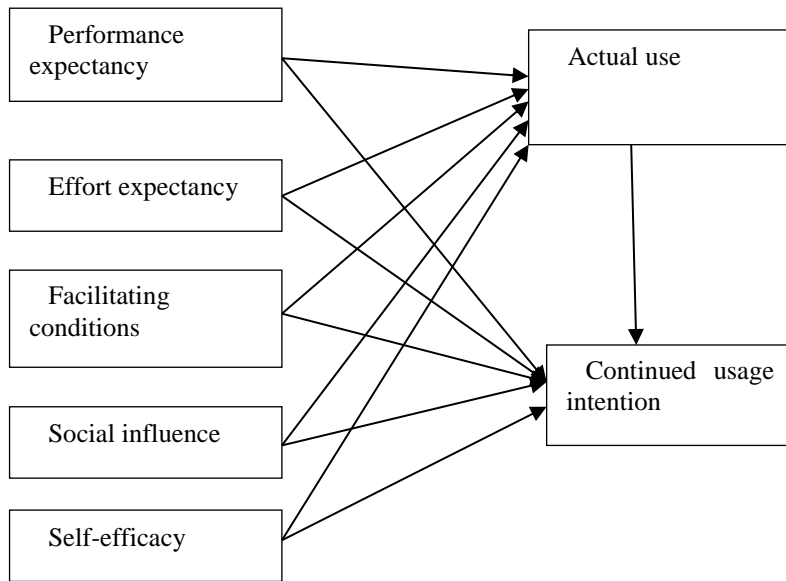 Performance
expectancy
Effort expectancy
Facilitating
conditions
Social influence
Self-efficacy
Actual use
Continued usage
intention